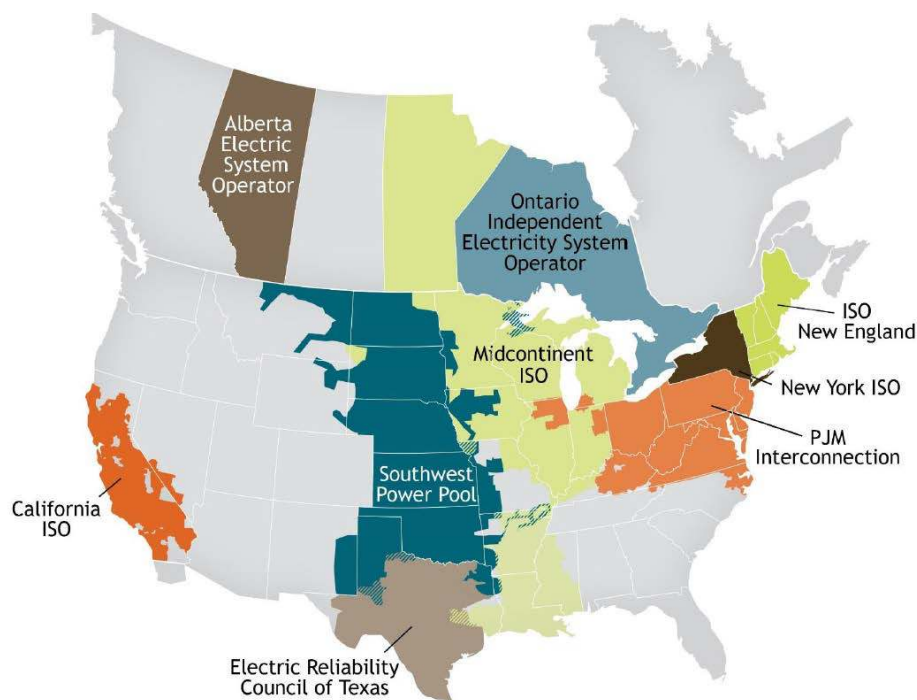 Alberta
Electric
System
Operator
Ontario
Independent
Electricity System
Operator
ISO
New England
Midcontinent
ISO
New York ISO
PJM
Interconnection
Southwest
Power Pool
California
ISO
Electric Reliability
Council of Texas